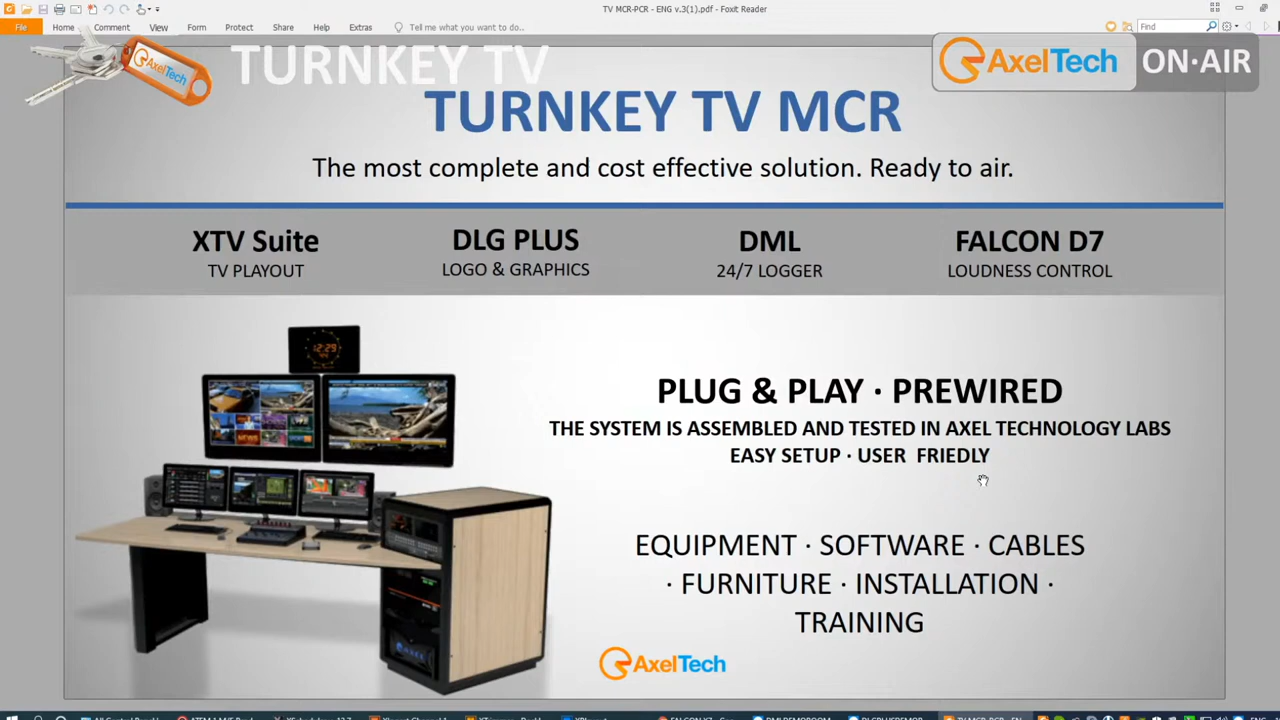 TV MCR-PCR - ENG v.3(1).pdf - Foxit Reader
File Home Comment View Form Protect Share Help Extras Tell me what you want to do.. Find
AxelTech
TURNKEY TV
AxelTech ON·AIR
TURNKEY TV MCR
The most complete and cost effective solution. Ready to air.
XTV Suite DLG PLUS DML FALCON D7
TV PLAYOUT LOGO & GRAPHICS 24/7 LOGGER LOUDNESS CONTROL
12:29
NEWS
PLUG & PLAY · PREWIRED
THE SYSTEM IS ASSEMBLED AND TESTED IN AXEL TECHNOLOGY LABS
EASY SETUP · USER FRIEDLY
EQUIPMENT · SOFTWARE · CABLES
· FURNITURE · INSTALLATION ·
TRAINING
AxelTech